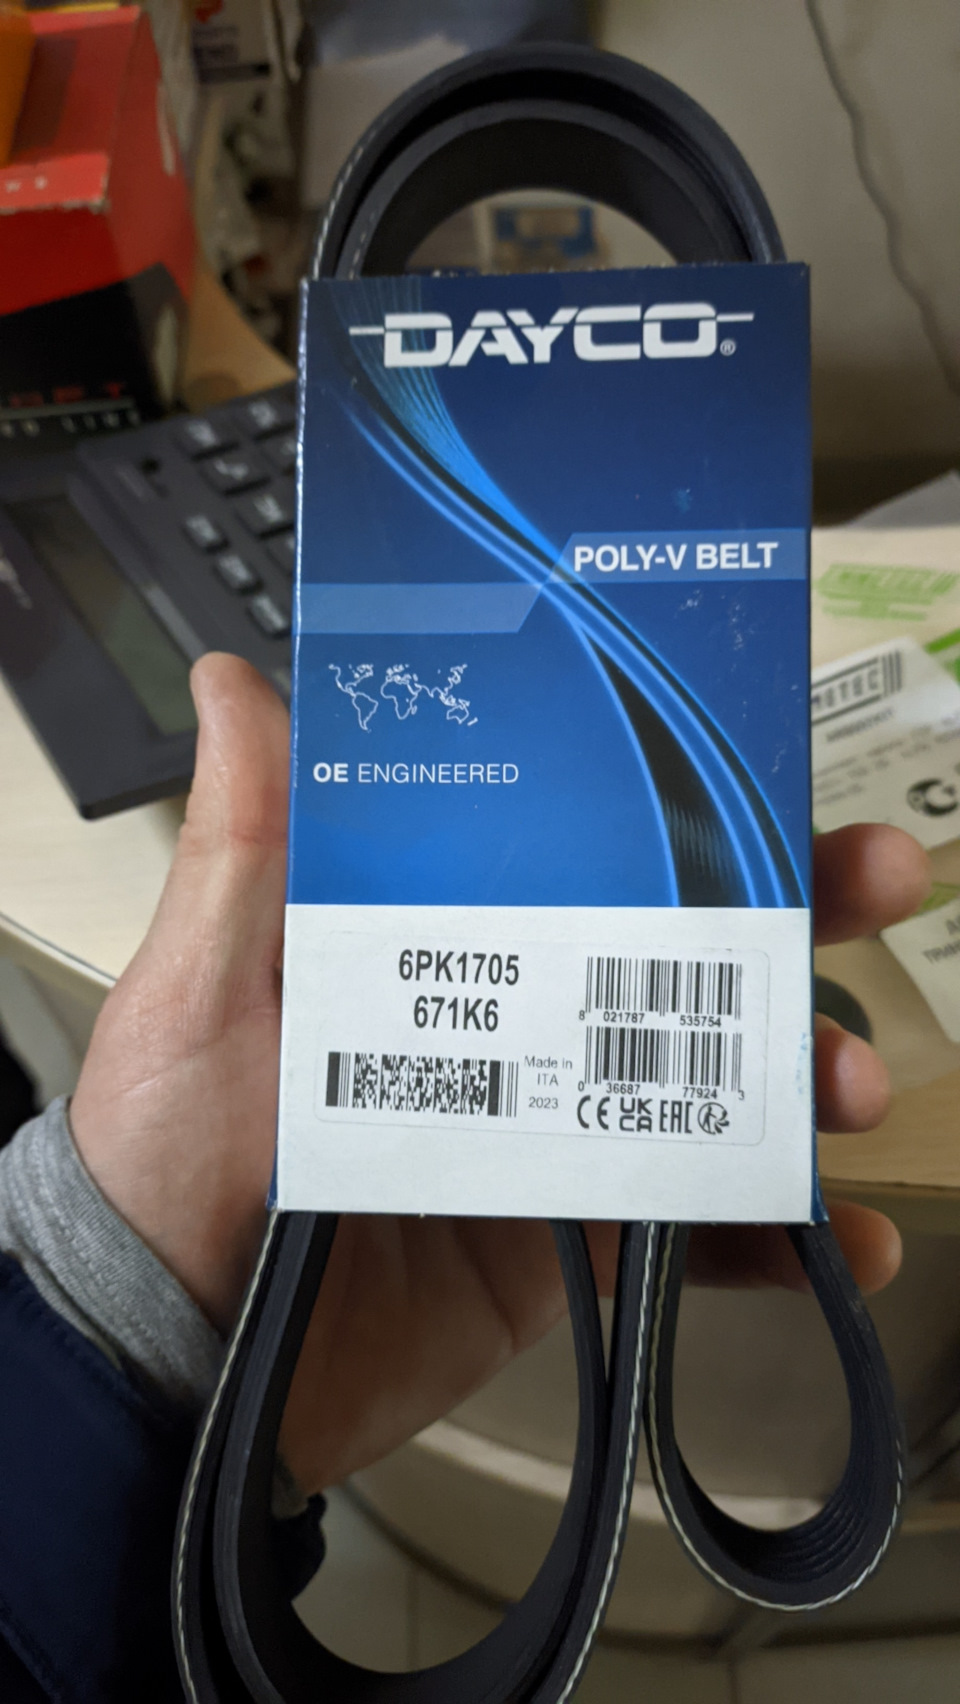 DAYCO®
POLY-V BELT
OE ENGINEERED
6PK1705
671K6
8 021787 535754
Made in
ITA
2023
0 36687 77924 3
CE UK
CA EAC